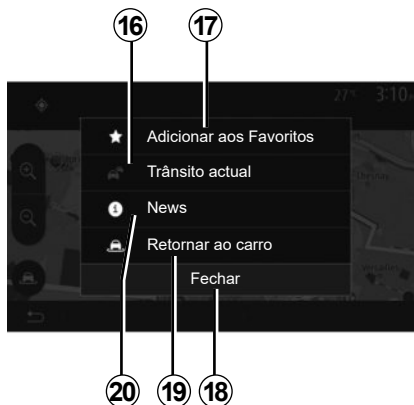 16 17
27° 3:10
Adicionar aos Favoritos
Trânsito actual
News
Retornar ao carro
Fechar
20 19 18